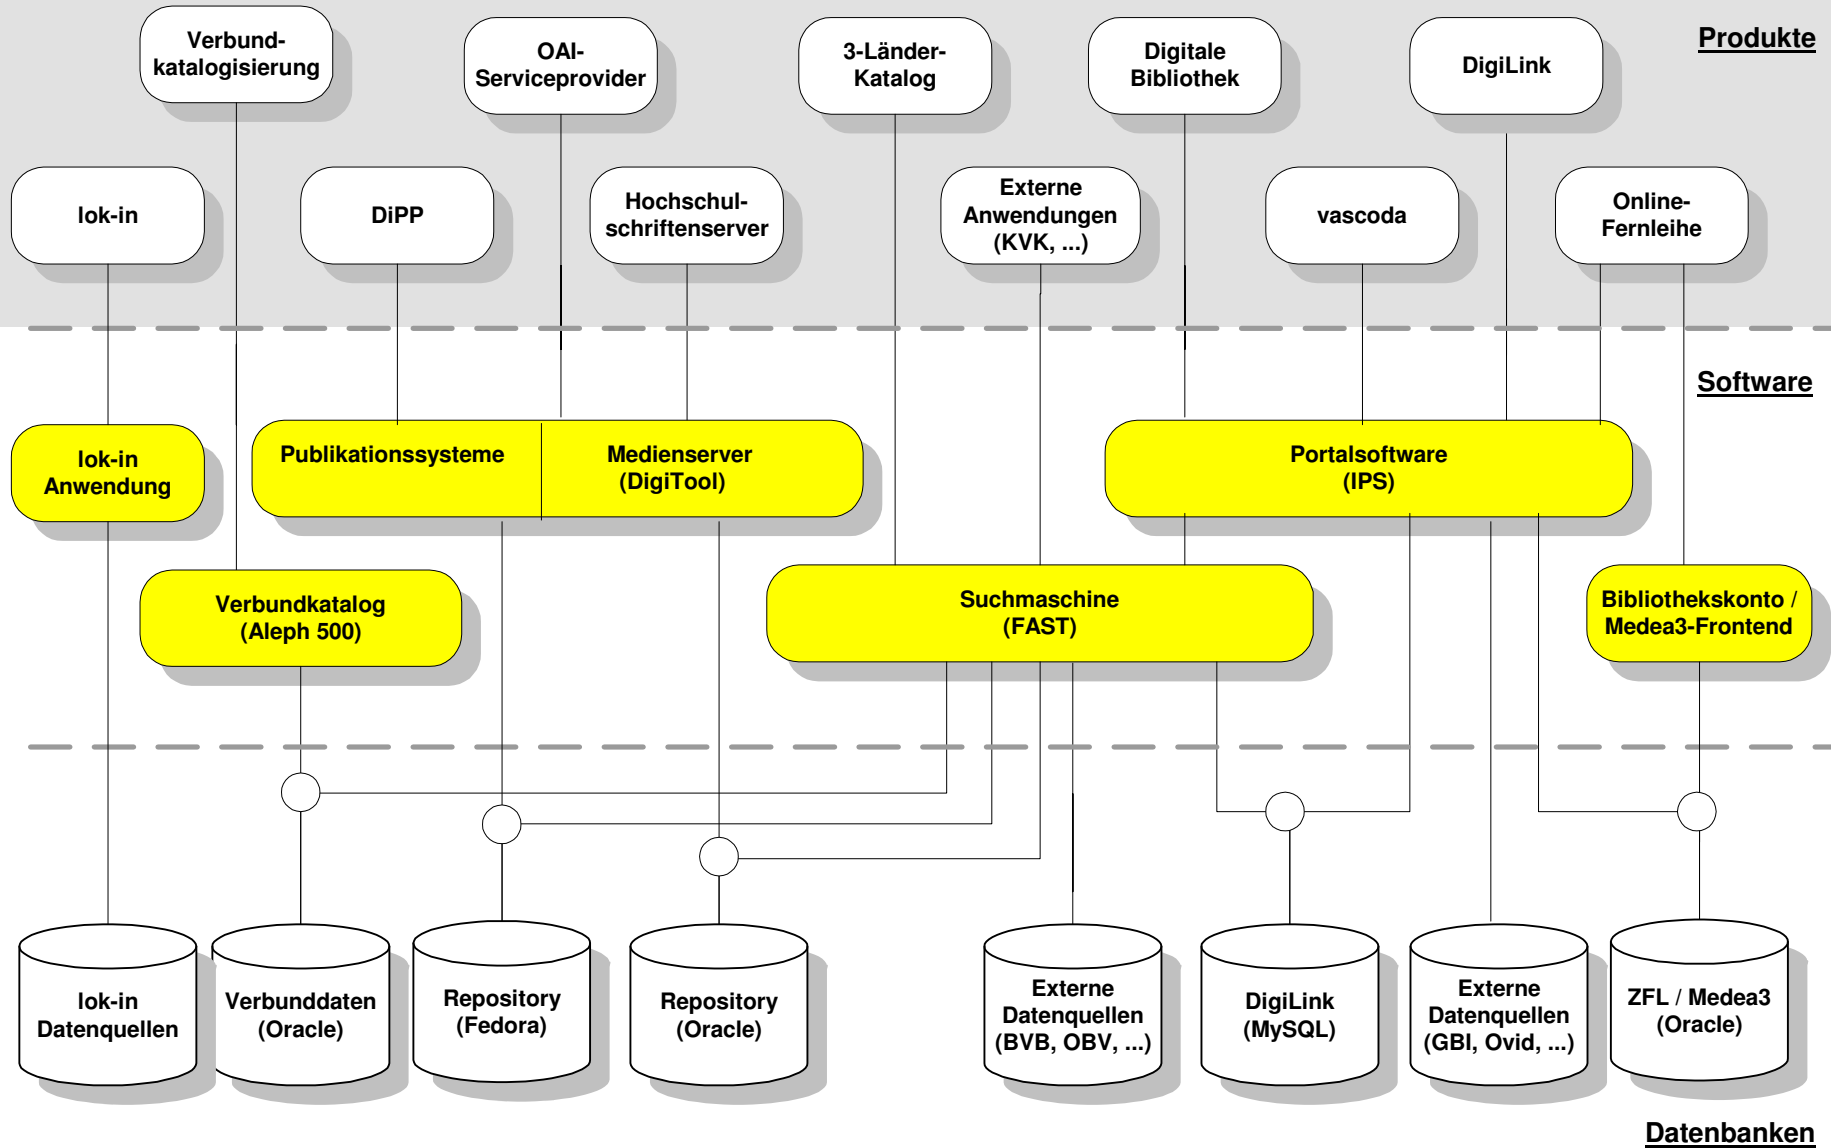 Produkte
Verbund-
katalogisierung
OAI-
Serviceprovider
3-Länder-
Katalog
Digitale
Bibliothek
DigiLink
lok-in
DiPP
Hochschul-
schriftenserver
Externe
Anwendungen
(KVK, ...)
vascoda
Online-
Fernleihe
Software
lok-in
Anwendung
Publikationssysteme
Medienserver
(DigiTool)
Portalsoftware
(IPS)
Verbundkatalog
(Aleph 500)
Suchmaschine
(FAST)
Bibliothekskonto /
Medea3-Frontend
lok-in
Datenquellen
Verbunddaten
(Oracle)
Repository
(Fedora)
Repository
(Oracle)
Externe
Datenquellen
(BVB, OBV, ...)
DigiLink
(MySQL)
Externe
Datenquellen
(GBI, Ovid, ...)
ZFL / Medea3
(Oracle)
Datenbanken